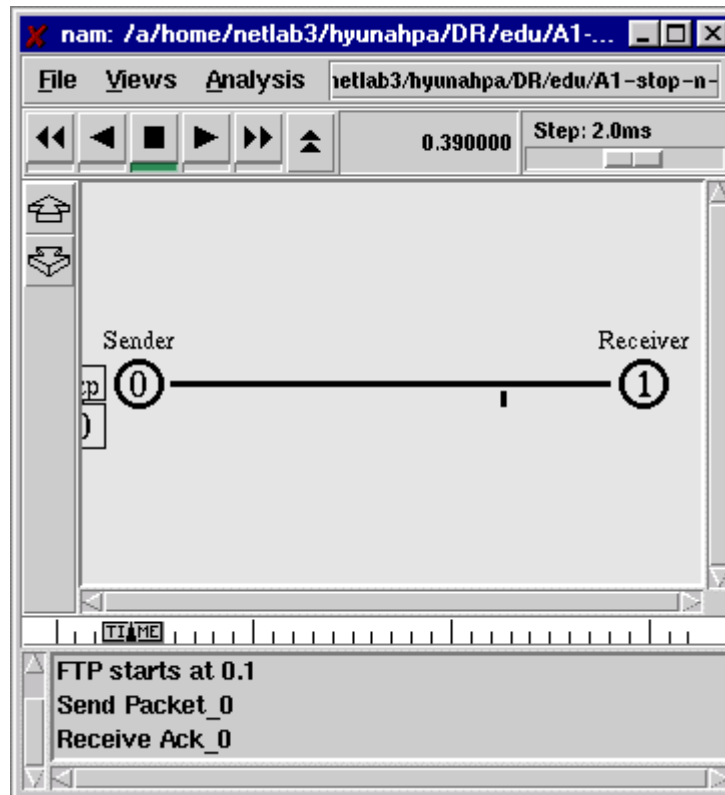 nam: /a/home/netlab3/hyunahpa/DR/edu/A1-...
File Views Analysis netlab3/hyunahpa/DR/edu/A1-stop-n-
0.390000 Step: 2.0ms
Sender Receiver
0 1
TIME
FTP starts at 0.1
Send Packet_0
Receive Ack_0